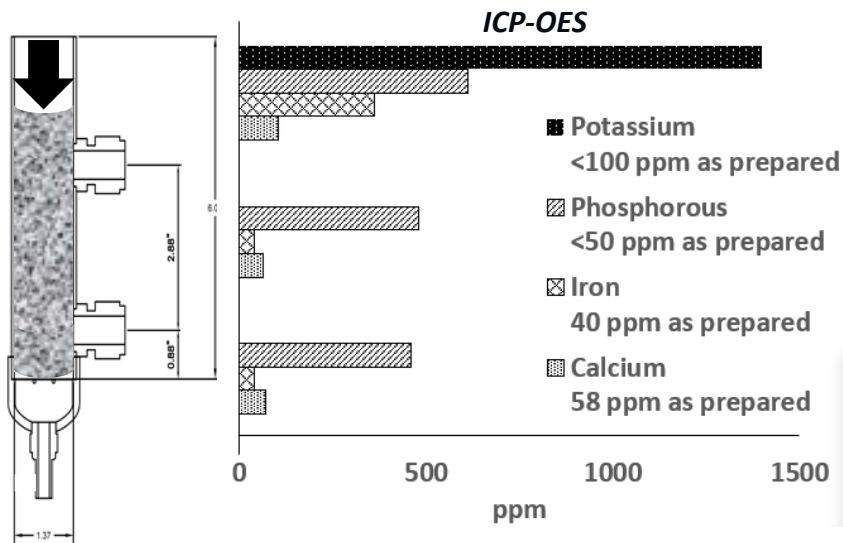 ICP-OES
Potassium
<100 ppm as prepared
Phosphorous
<50 ppm as prepared
Iron
40 ppm as prepared
Calcium
58 ppm as prepared
2.88"
0.88"
1.37
0
500
1000
1500
ppm